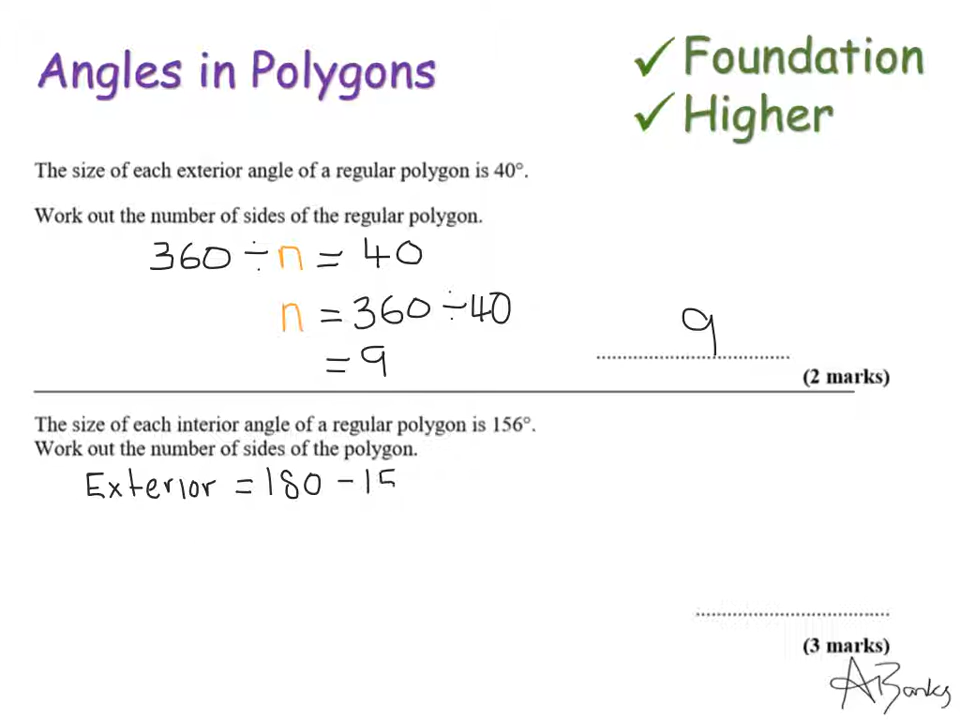 Angles in Polygons
✓ Foundation
✓ Higher
The size of each exterior angle of a regular polygon is 40°.
Work out the number of sides of the regular polygon.
360 ÷ n = 40
n = 360 ÷ 40
= 9
9
(2 marks)
The size of each interior angle of a regular polygon is 156°.
Work out the number of sides of the polygon.
Exterior = 180 - 15
(3 marks)
ABanks